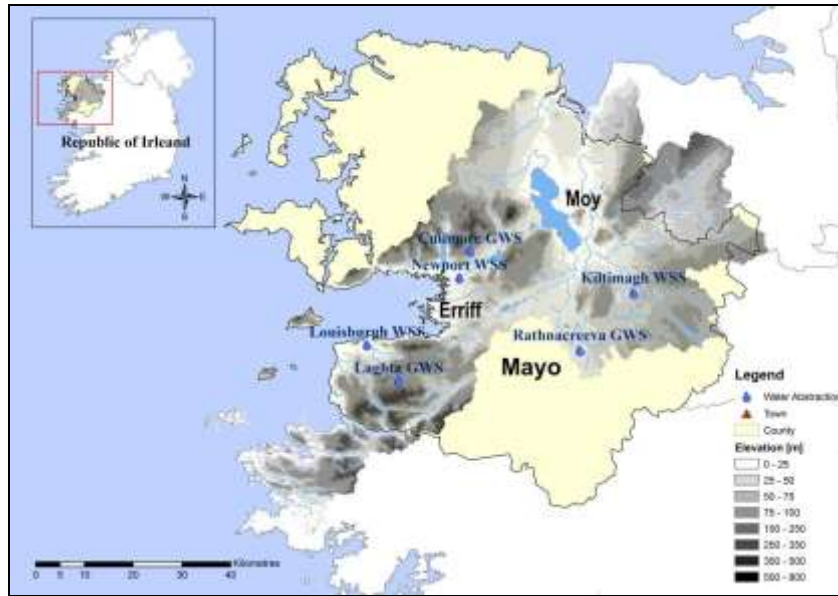 Republic of Irleand
N
W E
S
Moy
Culmore GWS
Newport WSS
Kiltimagh WSS
Erriff
Louisburgh WSS
Rathnacreeva GWS
Laghta GWS
Mayo
Legend
Water Abstraction
Town
County
Elevation [m]
0 - 25
25 - 50
50 - 75
75 - 100
100 - 250
250 - 350
350 - 500
500 - 800
Kilometres
0 5 10 20 30 40